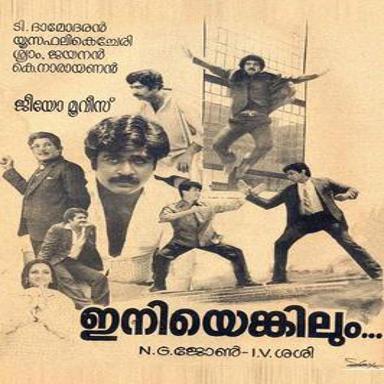 ടി. ദാമോദരൻ
യൂസഫലികെച്ചേരി
ശ്യാം, ജയനൻ
കെ.നാരായണൻ
ജീയോ മൂവീസ്
ഇനിയെങ്കിലും...
N.G.ജോൺ-I.V.ശശി